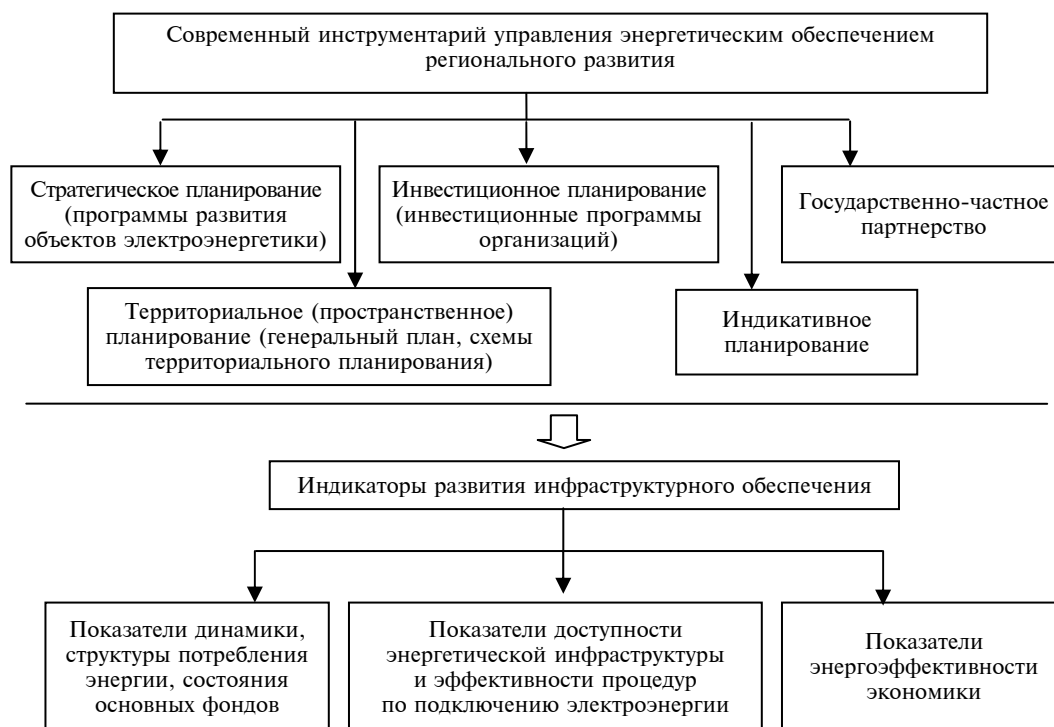 Современный инструментарий управления энергетическим обеспечением
регионального развития
Стратегическое планирование
(программы развития
объектов электроэнергетики)
Инвестиционное планирование
(инвестиционные программы
организаций)
Государственно-частное
партнерство
Территориальное (пространственное)
планирование (генеральный план, схемы
территориального планирования)
Индикативное
планирование
Индикаторы развития инфраструктурного обеспечения
Показатели динамики,
структуры потребления
энергии, состояния
основных фондов
Показатели доступности
энергетической инфраструктуры
и эффективности процедур
по подключению электроэнергии
Показатели
энергоэффективности
экономики